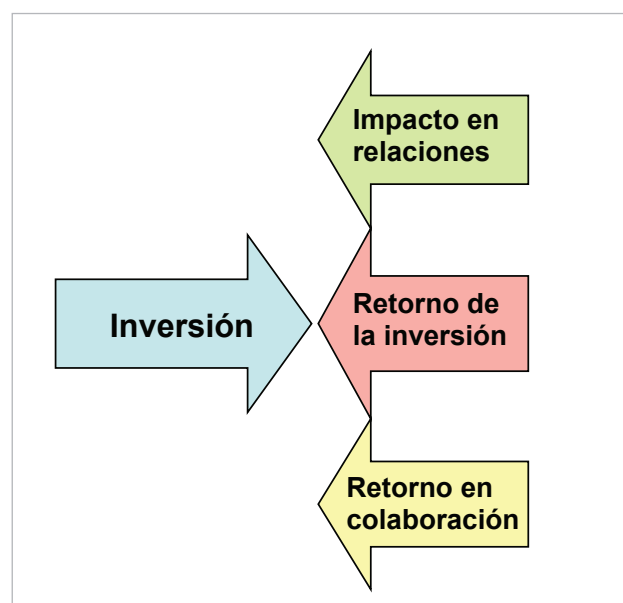 Impacto en
relaciones
Inversión
Retorno de
la inversión
Retorno en
colaboración